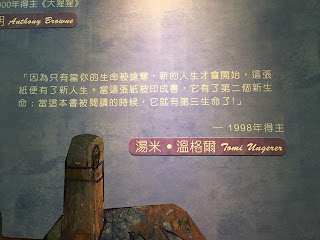 000年得主《大猩猩》
明 Anthony Browne
「因為只有當你的生命被搶奪，新的人生才會開始，這張
紙便有了新人生。當這張紙被印成書，它有了第二個新生
命；當這本書被閱讀的時候，它就有第三生命了！」
— 1998年得主
湯米•溫格爾 Tomi Ungerer